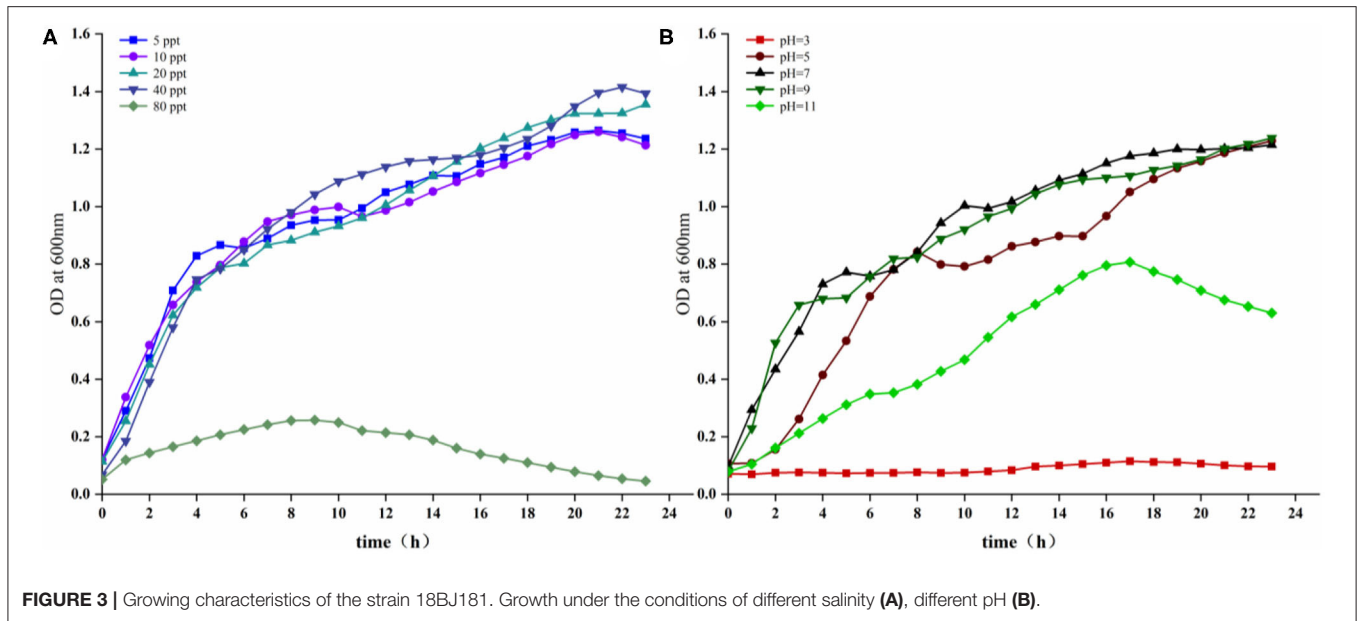 A
5 ppt
10 ppt
20 ppt
40 ppt
80 ppt
OD at 600nm
1.6
1.4
1.2
1.0
0.8
0.6
0.4
0.2
0.0
0 2 4 6 8 10 12 14 16 18 20 22 24
time（h）
B
pH=3
pH=5
pH=7
pH=9
pH=11
OD at 600nm
1.6
1.4
1.2
1.0
0.8
0.6
0.4
0.2
0.0
0 2 4 6 8 10 12 14 16 18 20 22 24
time（h）
FIGURE 3 | Growing characteristics of the strain 18BJ181. Growth under the conditions of different salinity (A), different pH (B).